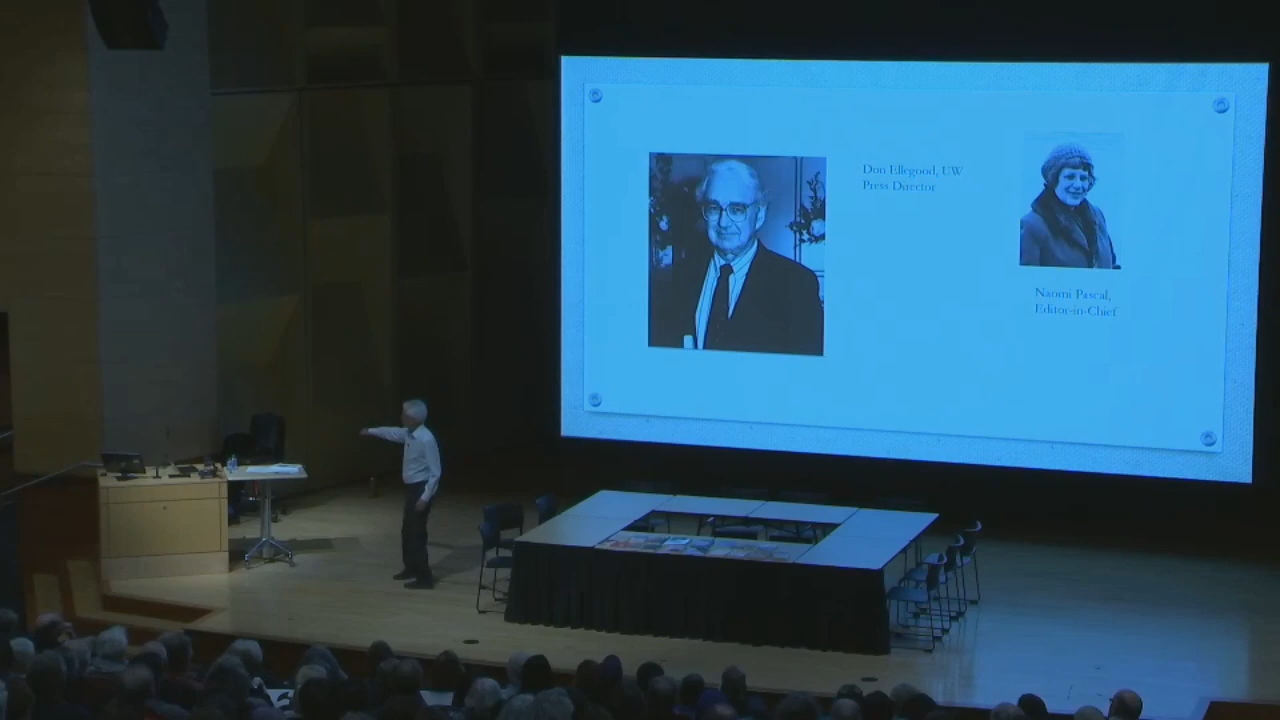 Don Ellegood, UW
Press Director
Naomi Pascal,
Editor-in-Chief